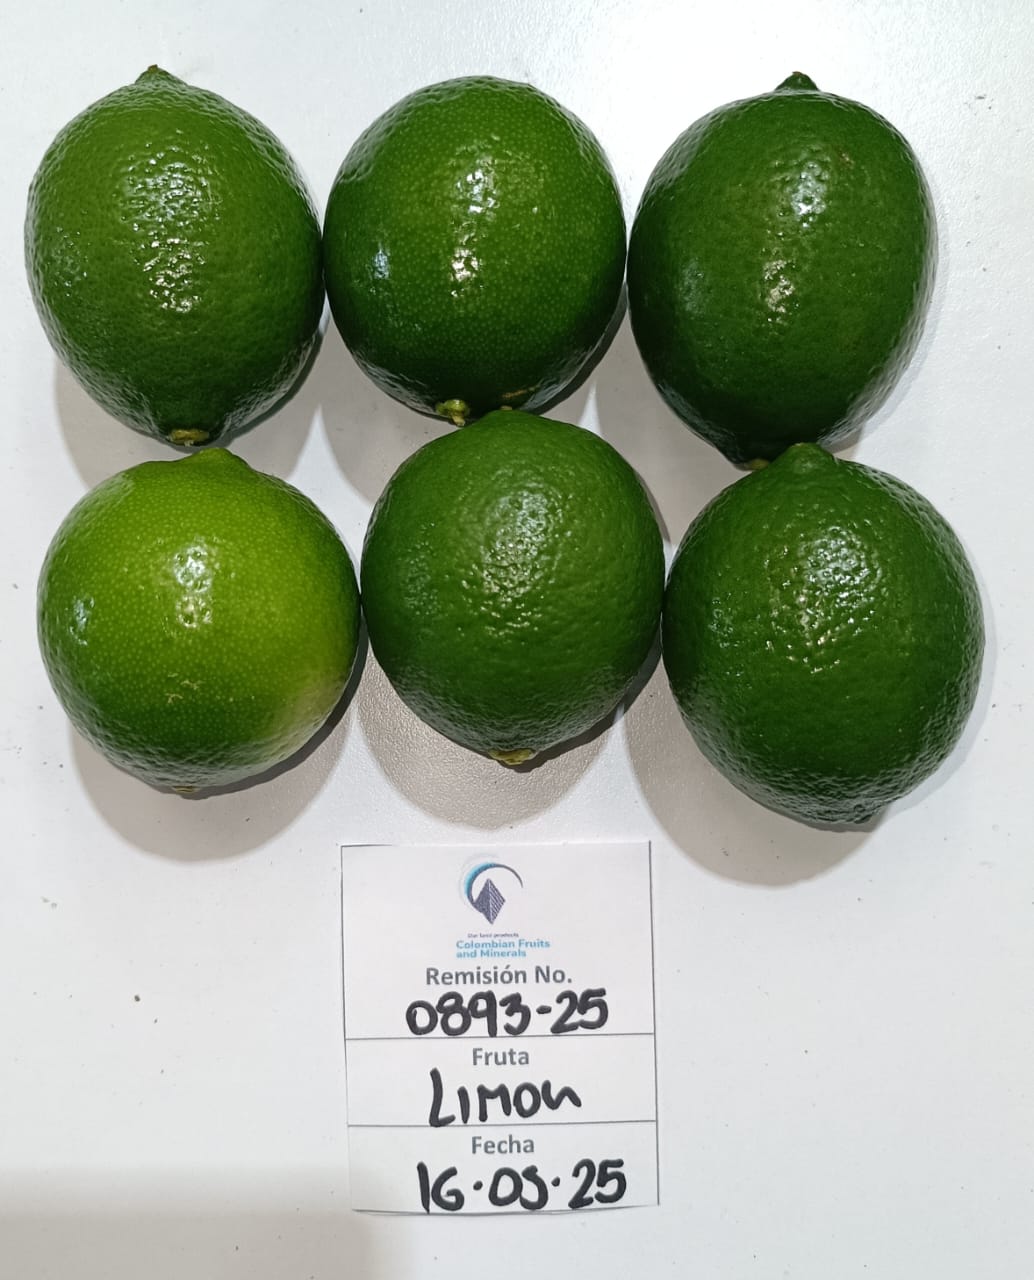 Our land products
Colombian Fruits
and Minerals
Remisión No.
0893-25
Fruta
LIMON
Fecha
16·05·25